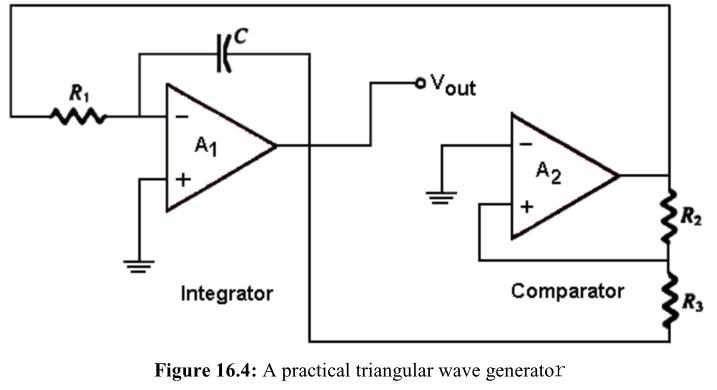 C
R1
Vout
A1
A2
R2
R3
Integrator
Comparator
Figure 16.4: A practical triangular wave generator